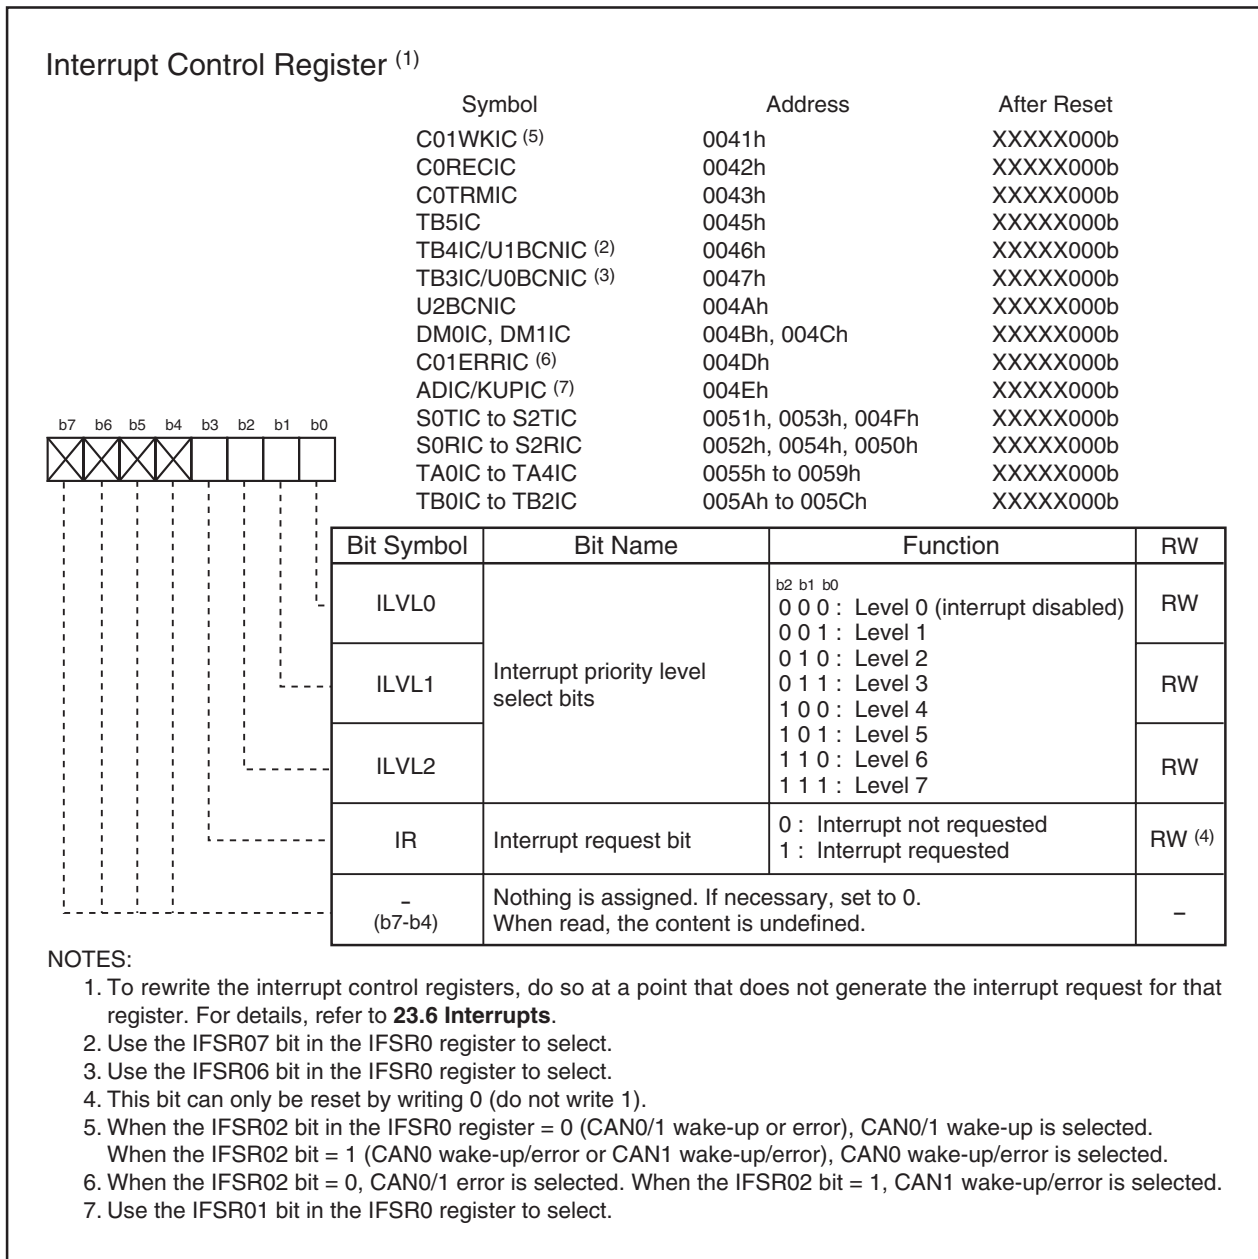 Interrupt Control Register (1)
Symbol Address After Reset
C01WKIC (5) 0041h XXXXX000b
C0RECIC 0042h XXXXX000b
C0TRMIC 0043h XXXXX000b
TB5IC 0045h XXXXX000b
TB4IC/U1BCNIC (2) 0046h XXXXX000b
TB3IC/U0BCNIC (3) 0047h XXXXX000b
U2BCNIC 004Ah XXXXX000b
DM0IC, DM1IC 004Bh, 004Ch XXXXX000b
C01ERRIC (6) 004Dh XXXXX000b
ADIC/KUPIC (7) 004Eh XXXXX000b
S0TIC to S2TIC 0051h, 0053h, 004Fh XXXXX000b
S0RIC to S2RIC 0052h, 0054h, 0050h XXXXX000b
TA0IC to TA4IC 0055h to 0059h XXXXX000b
TB0IC to TB2IC 005Ah to 005Ch XXXXX000b
b7 b6 b5 b4 b3 b2 b1 b0
Bit Symbol Bit Name Function RW
ILVL0 RW
ILVL1 RW
ILVL2 RW
Interrupt priority level
select bits
b2 b1 b0
0 0 0 : Level 0 (interrupt disabled)
0 0 1 : Level 1
0 1 0 : Level 2
0 1 1 : Level 3
1 0 0 : Level 4
1 0 1 : Level 5
1 1 0 : Level 6
1 1 1 : Level 7
IR Interrupt request bit 0 : Interrupt not requested RW (4)
1 : Interrupt requested
– Nothing is assigned. If necessary, set to 0. –
(b7-b4) When read, the content is undefined.
NOTES:
1. To rewrite the interrupt control registers, do so at a point that does not generate the interrupt request for that
register. For details, refer to 23.6 Interrupts.
2. Use the IFSR07 bit in the IFSR0 register to select.
3. Use the IFSR06 bit in the IFSR0 register to select.
4. This bit can only be reset by writing 0 (do not write 1).
5. When the IFSR02 bit in the IFSR0 register = 0 (CAN0/1 wake-up or error), CAN0/1 wake-up is selected.
When the IFSR02 bit = 1 (CAN0 wake-up/error or CAN1 wake-up/error), CAN0 wake-up/error is selected.
6. When the IFSR02 bit = 0, CAN0/1 error is selected. When the IFSR02 bit = 1, CAN1 wake-up/error is selected.
7. Use the IFSR01 bit in the IFSR0 register to select.